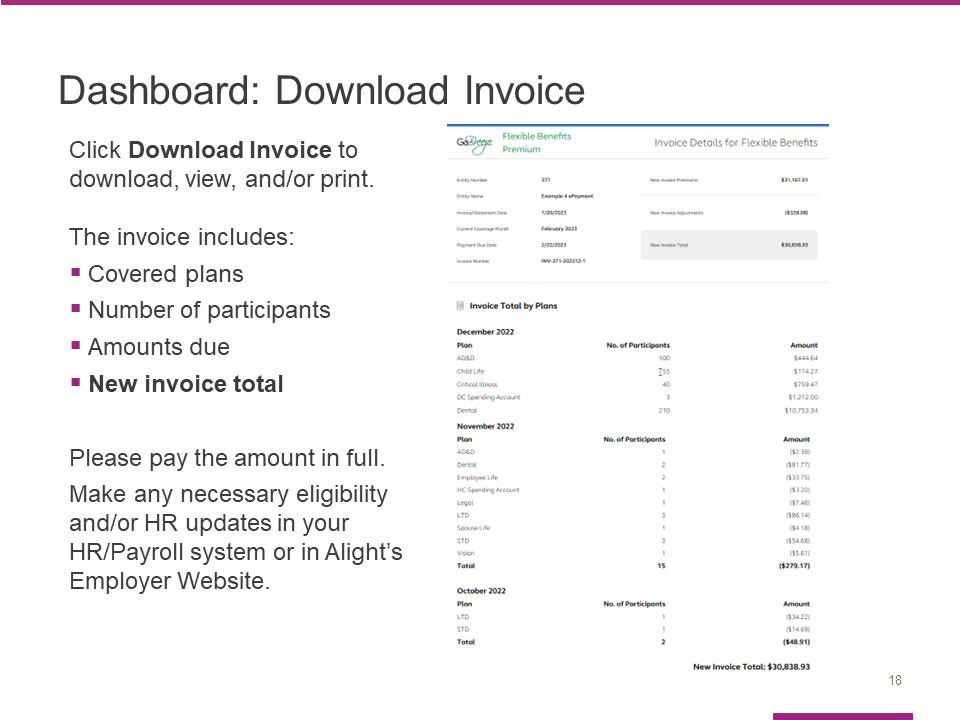 Dashboard: Download Invoice
Click Download Invoice to
download, view, and/or print.
The invoice includes:
Covered plans
Number of participants
Amounts due
New invoice total
Please pay the amount in full.
Make any necessary eligibility
and/or HR updates in your
HR/Payroll system or in Alight’s
Employer Website.
GaBreeze
Flexible Benefits
Premium
Invoice Details for Flexible Benefits
Entity Number 371
Entity Name Example 4 ePayment
Invoice/Statement Date 1/20/2023
Current Coverage Month February 2023
Payment Due Date 2/22/2023
Invoice Number INV-371-202212-1
New Invoice Premiums $31,167.01
New Invoice Adjustments ($328.08)
New Invoice Total $30,838.93
Invoice Total by Plans
December 2022
Plan No. of Participants Amount
AD&D 100 $444.64
Child Life $114.27
Critical Illness 40 $759.47
DC Spending Account 3 $1,212.00
Dental 210 $10,753.34
November 2022
Plan No. of Participants Amount
AD&D 1 ($2.38)
Dental 2 ($81.77)
Employee Life 2 ($33.75)
HC Spending Account 1 ($3.20)
Legal 1 ($7.46)
LTD 3 ($86.14)
Spouse Life 1 ($4.18)
STD 3 ($54.68)
Vision 1 ($5.61)
Total 15 ($279.17)
October 2022
Plan No. of Participants Amount
LTD 1 ($34.22)
STD 1 ($14.69)
Total 2 ($48.91)
New Invoice Total: $30,838.93
18